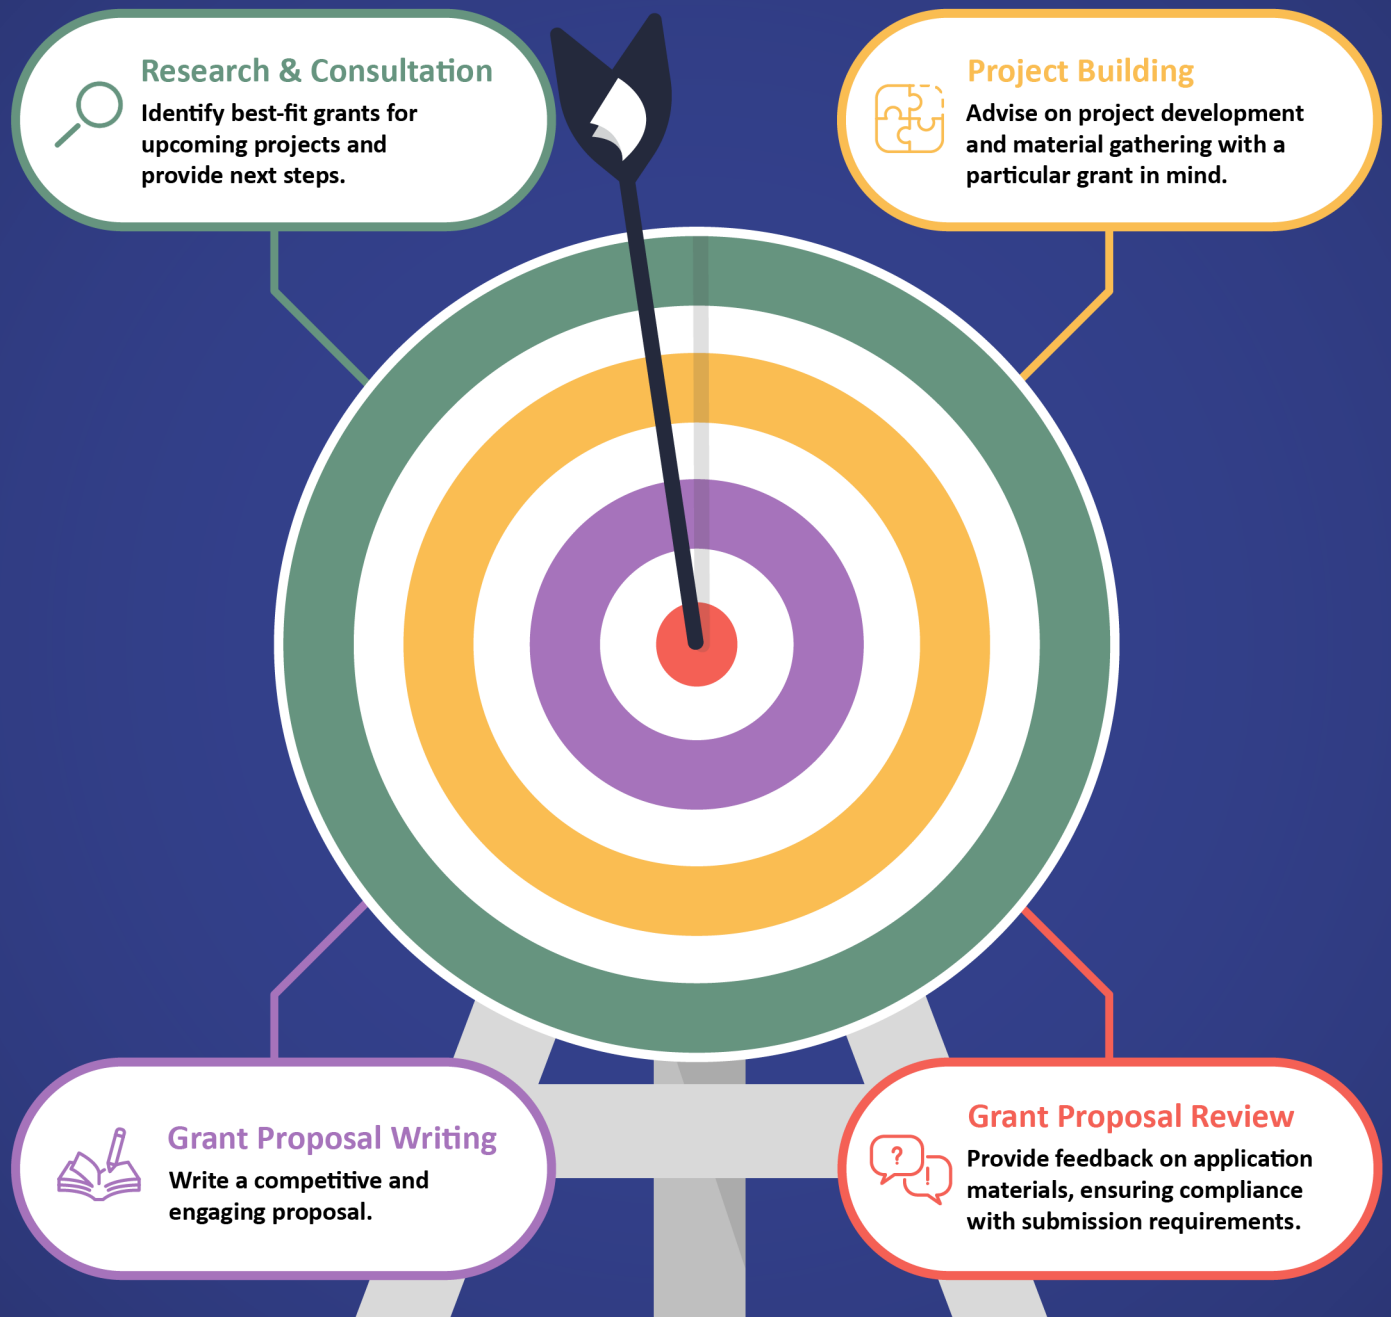 Research & Consultation
Identify best-fit grants for
upcoming projects and
provide next steps.
Project Building
Advise on project development
and material gathering with a
particular grant in mind.
Grant Proposal Writing
Write a competitive and
engaging proposal.
Grant Proposal Review
Provide feedback on application
materials, ensuring compliance
with submission requirements.
? !